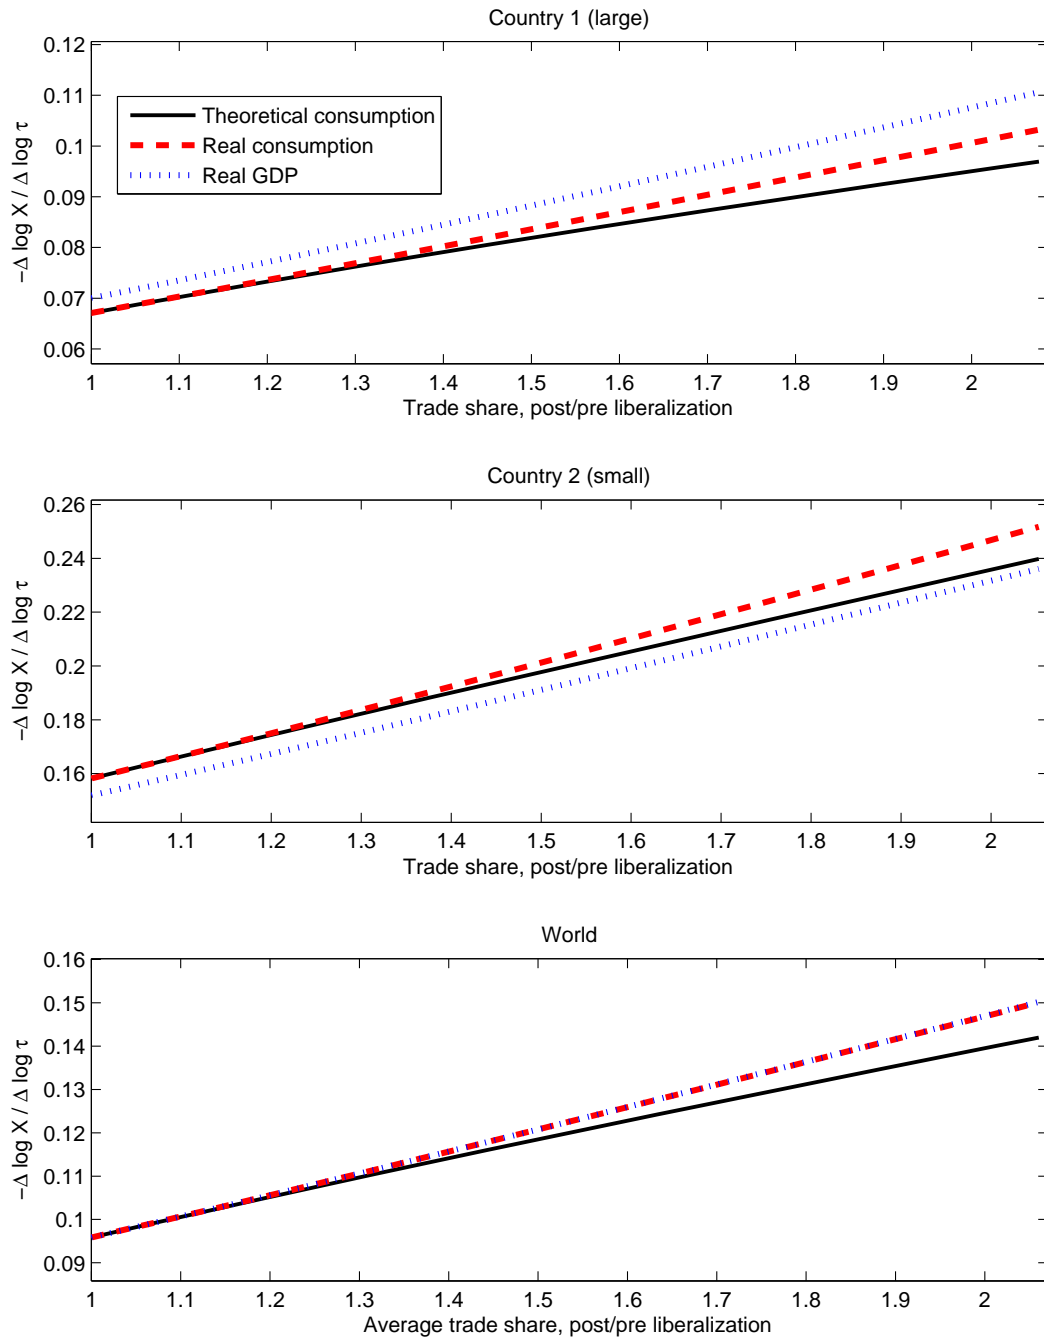 Country 1 (large)
0.12
0.11
0.1
0.09
0.08
0.07
0.06
−Δ log X / Δ log τ
Theoretical consumption
Real consumption
Real GDP
1 1.1 1.2 1.3 1.4 1.5 1.6 1.7 1.8 1.9 2
Trade share, post/pre liberalization
Country 2 (small)
0.26
0.24
0.22
0.2
0.18
0.16
−Δ log X / Δ log τ
1 1.1 1.2 1.3 1.4 1.5 1.6 1.7 1.8 1.9 2
Trade share, post/pre liberalization
World
0.16
0.15
0.14
0.13
0.12
0.11
0.1
0.09
−Δ log X / Δ log τ
1 1.1 1.2 1.3 1.4 1.5 1.6 1.7 1.8 1.9 2
Average trade share, post/pre liberalization